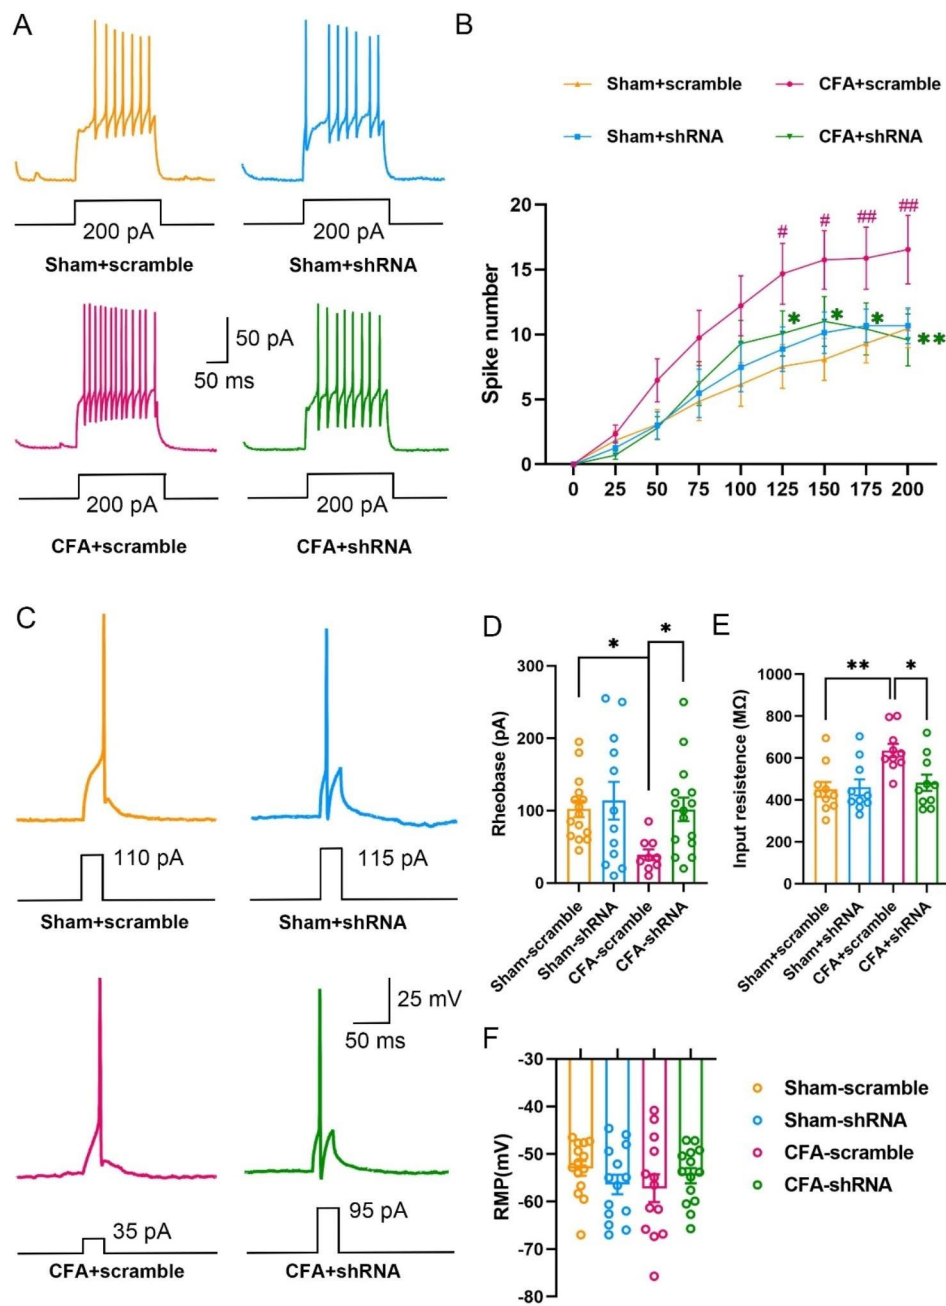 A
200 pA
200 pA
Sham+scramble
Sham+shRNA
50 pA
50 ms
200 pA
200 pA
CFA+scramble
CFA+shRNA
B
Sham+scramble
CFA+scramble
Sham+shRNA
CFA+shRNA
Spike number
20
15
10
5
0
# # ## ##
* * * **
0 25 50 75 100 125 150 175 200
C
110 pA
115 pA
Sham+scramble
Sham+shRNA
25 mV
50 ms
35 pA
95 pA
CFA+scramble
CFA+shRNA
D
* *
Rheobase (pA)
300
200
100
0
Sham-scramble
Sham-shRNA
CFA-scramble
CFA-shRNA
E
** *
Input resistence (MΩ)
1000
800
600
400
200
0
Sham+scramble
Sham+shRNA
CFA+scramble
CFA+shRNA
F
RMP(mV)
-30
-40
-50
-60
-70
-80
Sham-scramble
Sham-shRNA
CFA-scramble
CFA-shRNA